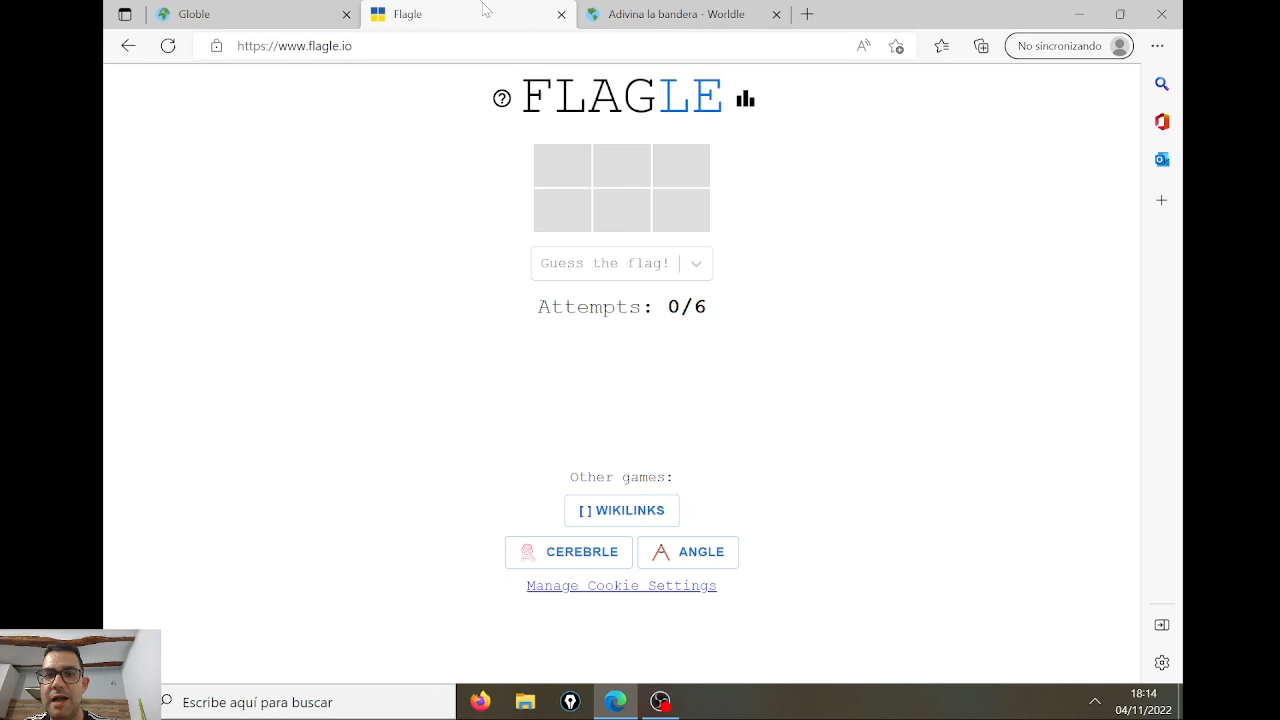 Globle
Flagle
Adivina la bandera - Worldle
https://www.flagle.io
No sincronizando
FLAGLE
Guess the flag!
Attempts: 0/6
Other games:
[ ] WIKILINKS
CEREBRLE
ANGLE
Manage Cookie Settings
Escribe aquí para buscar
18:14
04/11/2022